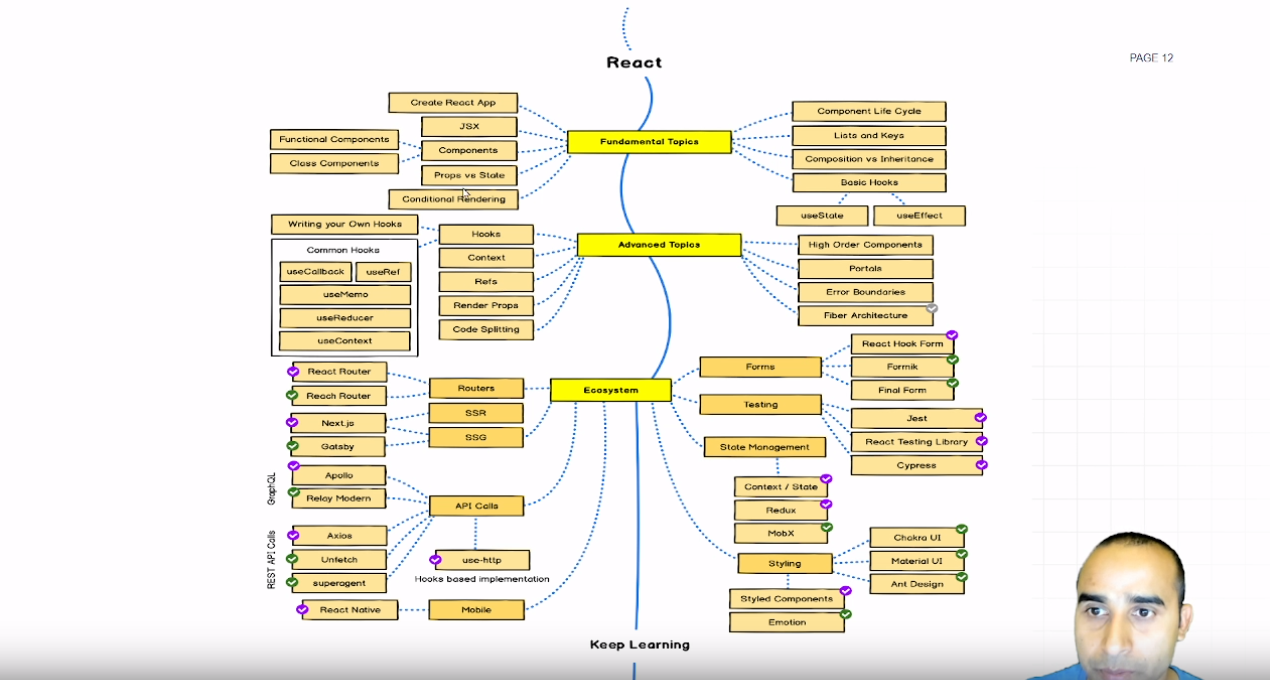 React
PAGE 12
Create React App
JSX
Functional Components
Components
Class Components
Props vs State
Conditional Rendering
Fundamental Topics
Component Life Cycle
Lists and Keys
Composition vs Inheritance
Basic Hooks
useState
useEffect
Writing your Own Hooks
Common Hooks
useCallback
useRef
useMemo
useReducer
useContext
Hooks
Context
Refs
Render Props
Code Splitting
Advanced Topics
High Order Components
Portals
Error Boundaries
Fiber Architecture
React Router
Reach Router
Routers
Next.js
Gatsby
SSR
SSG
Ecosystem
Forms
React Hook Form
Formik
Final Form
Testing
Jest
React Testing Library
Cypress
State Management
Context / State
Redux
MobX
GraphQL
Apollo
Relay Modern
API Calls
REST API Calls
Axios
Unfetch
superagent
use-http
Hooks based implementation
React Native
Mobile
Styling
Chakra UI
Material UI
Ant Design
Styled Components
Emotion
Keep Learning